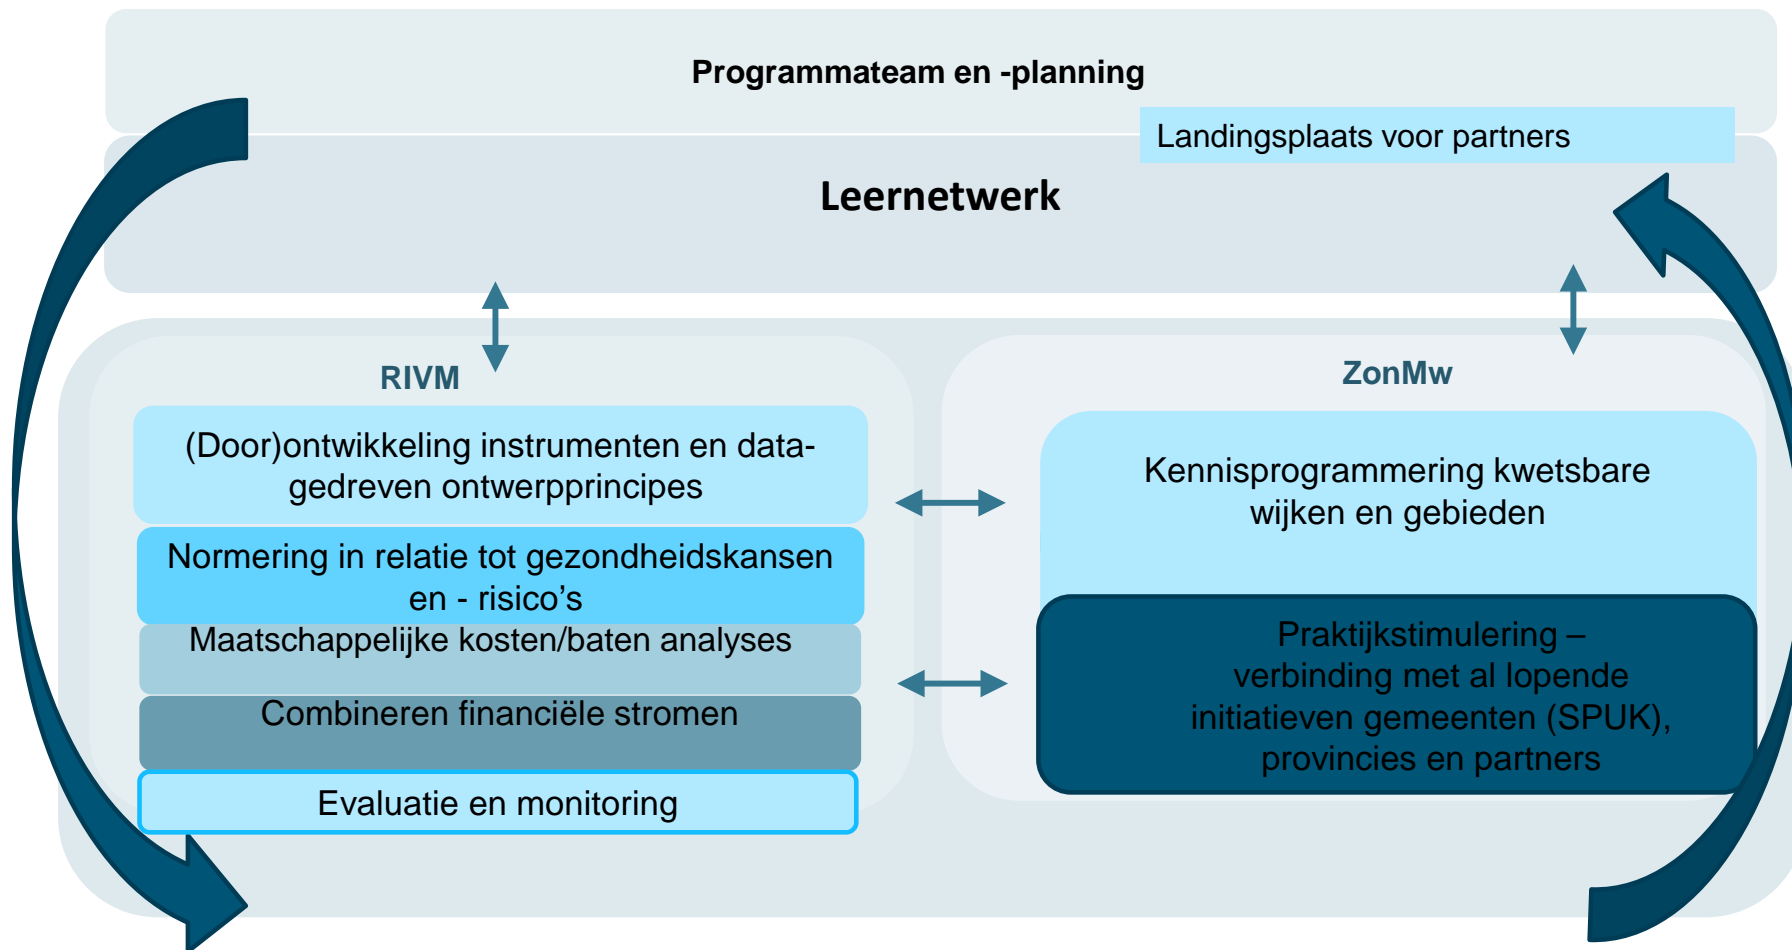 Programmateam en -planning
Landingsplaats voor partners
Leernetwerk
RIVM
(Door)ontwikkeling instrumenten en data-
gedreven ontwerpprincipes
Normering in relatie tot gezondheidskansen
en - risico’s
Maatschappelijke kosten/baten analyses
Combineren financiële stromen
Evaluatie en monitoring
ZonMw
Kennisprogrammering kwetsbare
wijken en gebieden
Praktijkstimulering –
verbinding met al lopende
initiatieven gemeenten (SPUK),
provincies en partners